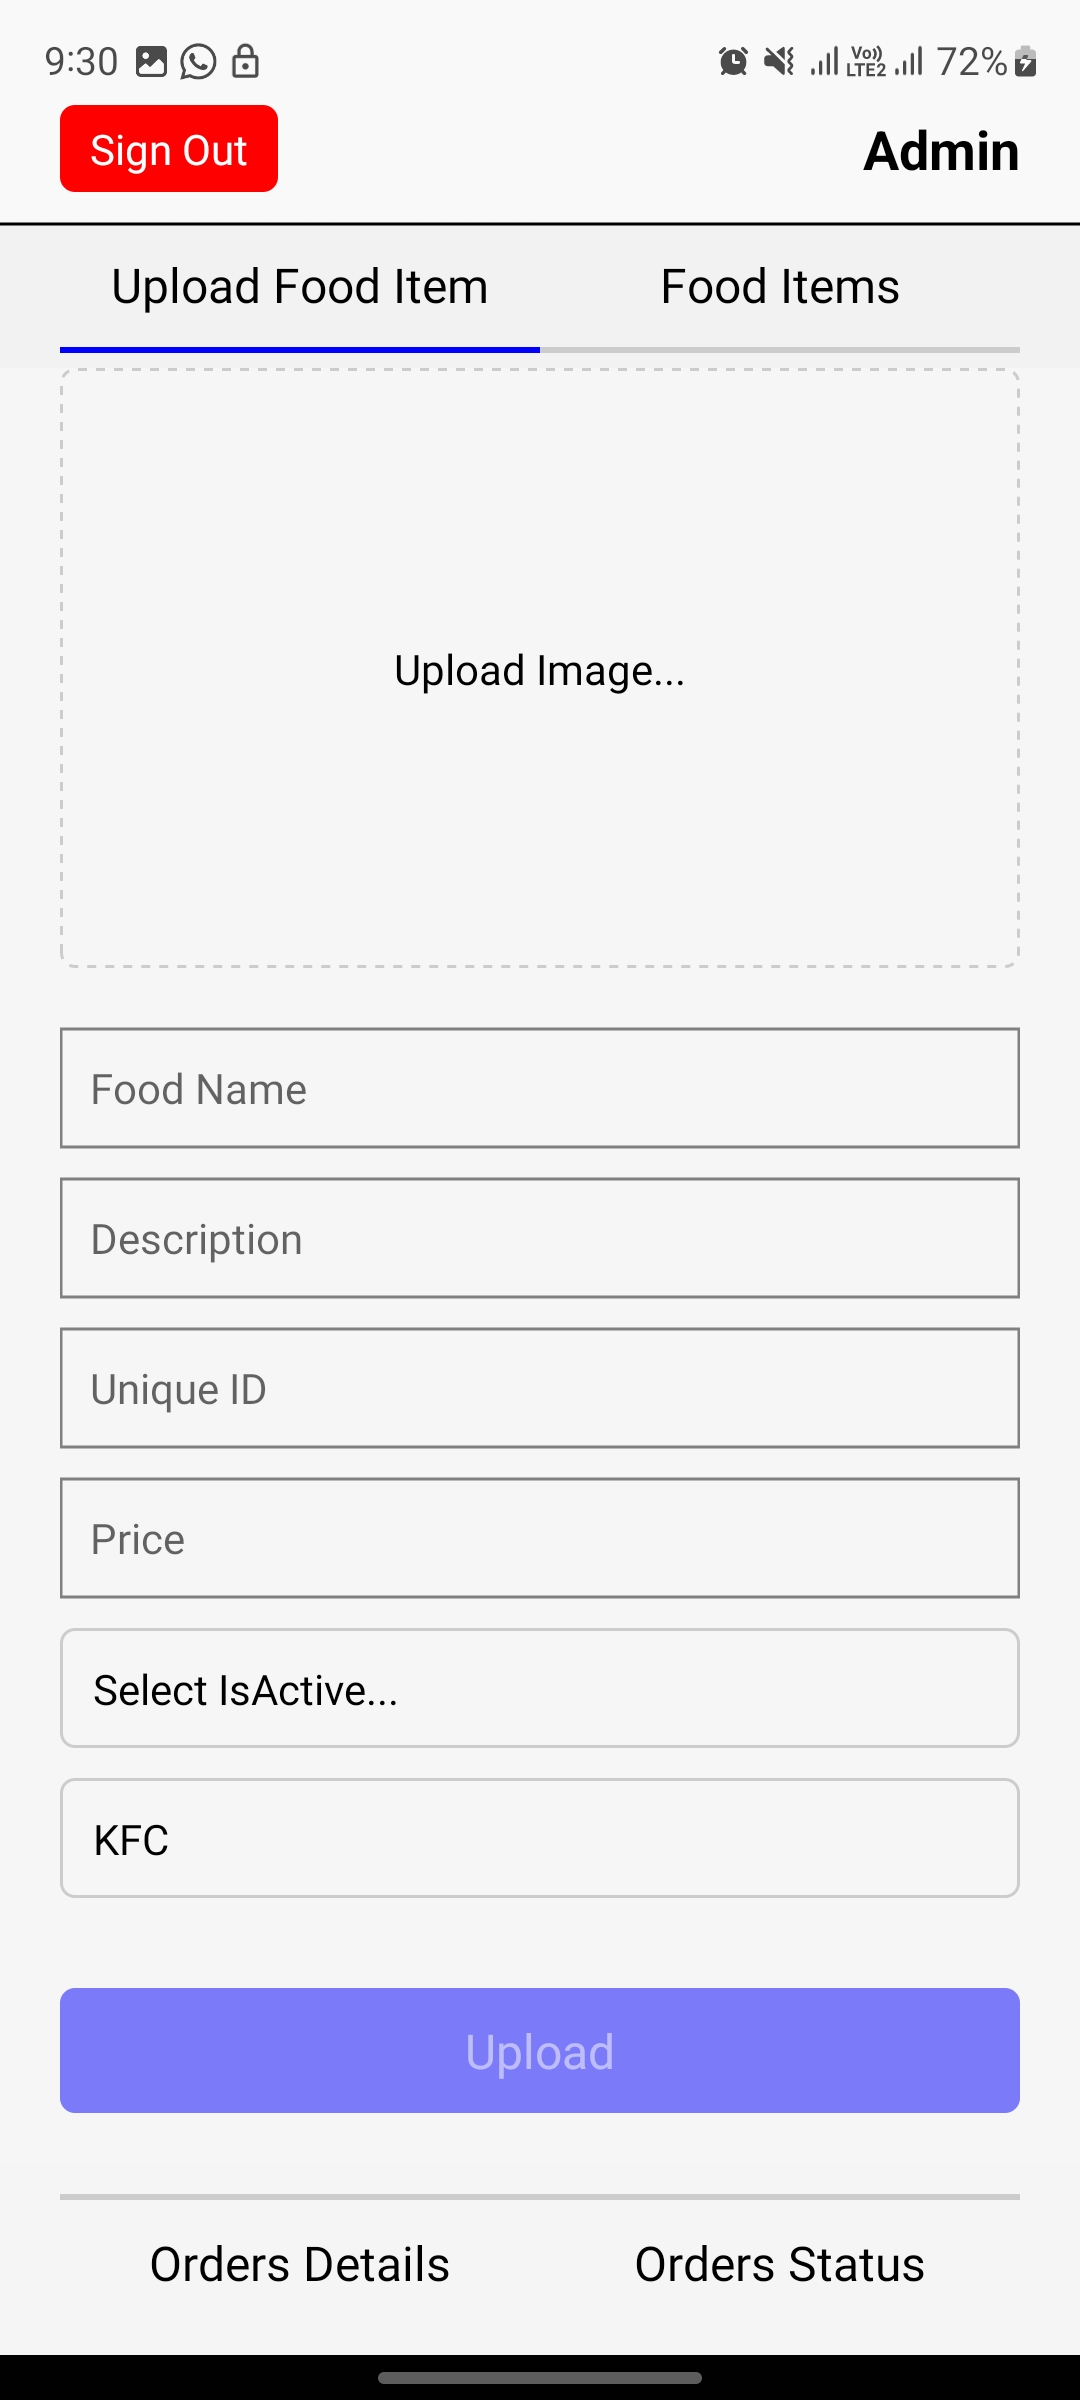 9:30 Vo)) LTE2 72%
Sign Out Admin
Upload Food Item Food Items
Upload Image...
Food Name
Description
Unique ID
Price
Select IsActive...
KFC
Upload
Orders Details Orders Status